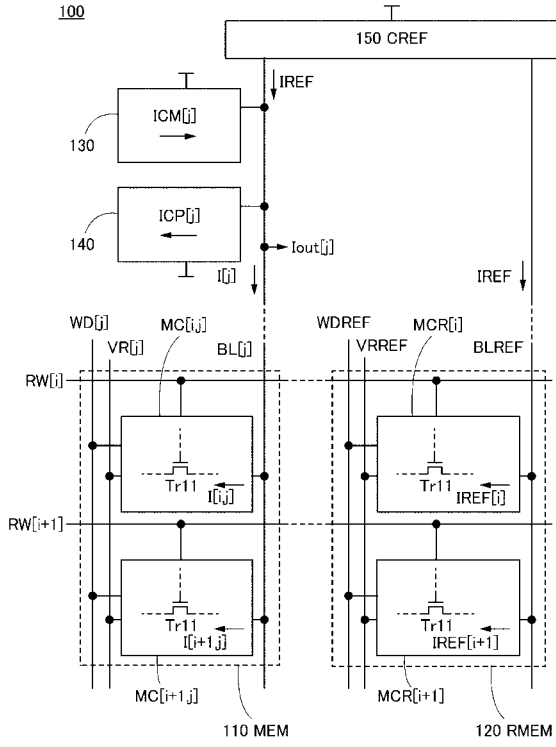 100
150 CREF
IREF
ICM[j]
130
ICP[j]
140
Iout[j]
I[j]
IREF
WD[j]
MC[i,j]
VR[j]
BL[j]
WDREF
MCR[i]
VRREF
BLREF
RW[i]
Tr11
I[i,j]
Tr11
IREF[i]
RW[i+1]
Tr11
I[i+1,j]
Tr11
IREF[i+1]
MC[i+1,j]
110 MEM
MCR[i+1]
120 RMEM